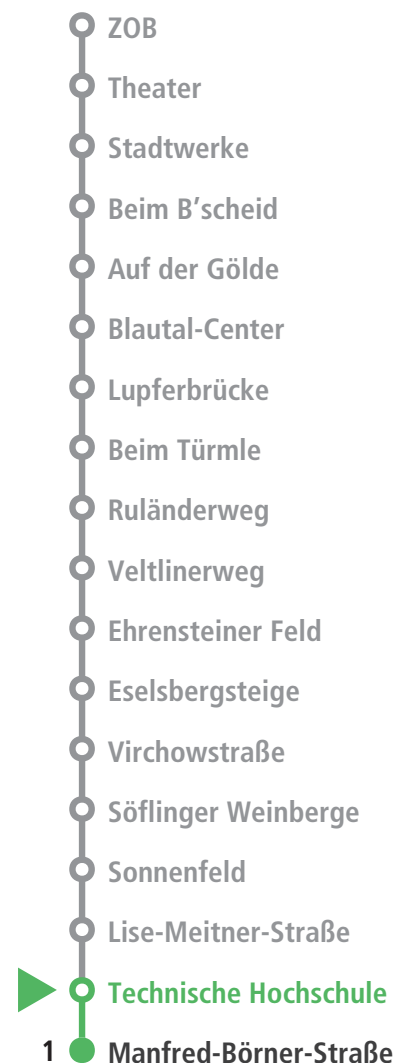 ZOB
Theater
Stadtwerke
Beim B’scheid
Auf der Gölde
Blautal-Center
Lupferbrücke
Beim Türmle
Ruländerweg
Veltlinerweg
Ehrensteiner Feld
Eselsbergsteige
Virchowstraße
Söflinger Weinberge
Sonnenfeld
Lise-Meitner-Straße
Technische Hochschule
1 Manfred-Börner-Straße